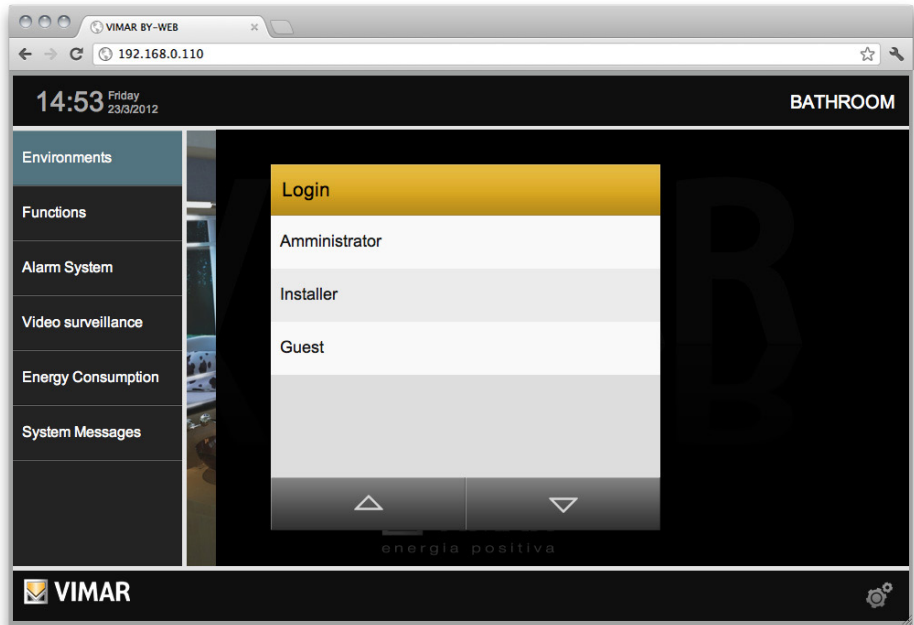 VIMAR BY-WEB
192.168.0.110
14:53 Friday
23/3/2012
BATHROOM
Environments
Functions
Alarm System
Video surveillance
Energy Consumption
System Messages
Login
Amministrator
Installer
Guest
energia positiva
VIMAR